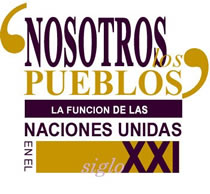 ‘NOSOTROS
los
PUEBLOS’
LA FUNCION DE LAS
NACIONES UNIDAS
EN EL
siglo XXI